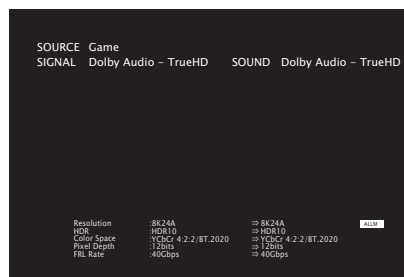 SOURCE Game
SIGNAL Dolby Audio – TrueHD SOUND Dolby Audio – TrueHD
Resolution :8K24A ⇒ 8K24A ALLM
HDR :HDR10 ⇒ HDR10
Color Space :YCbCr 4:2:2/BT.2020 ⇒ YCbCr 4:2:2/BT.2020
Pixel Depth :12bits ⇒ 12bits
FRL Rate :40Gbps ⇒ 40Gbps